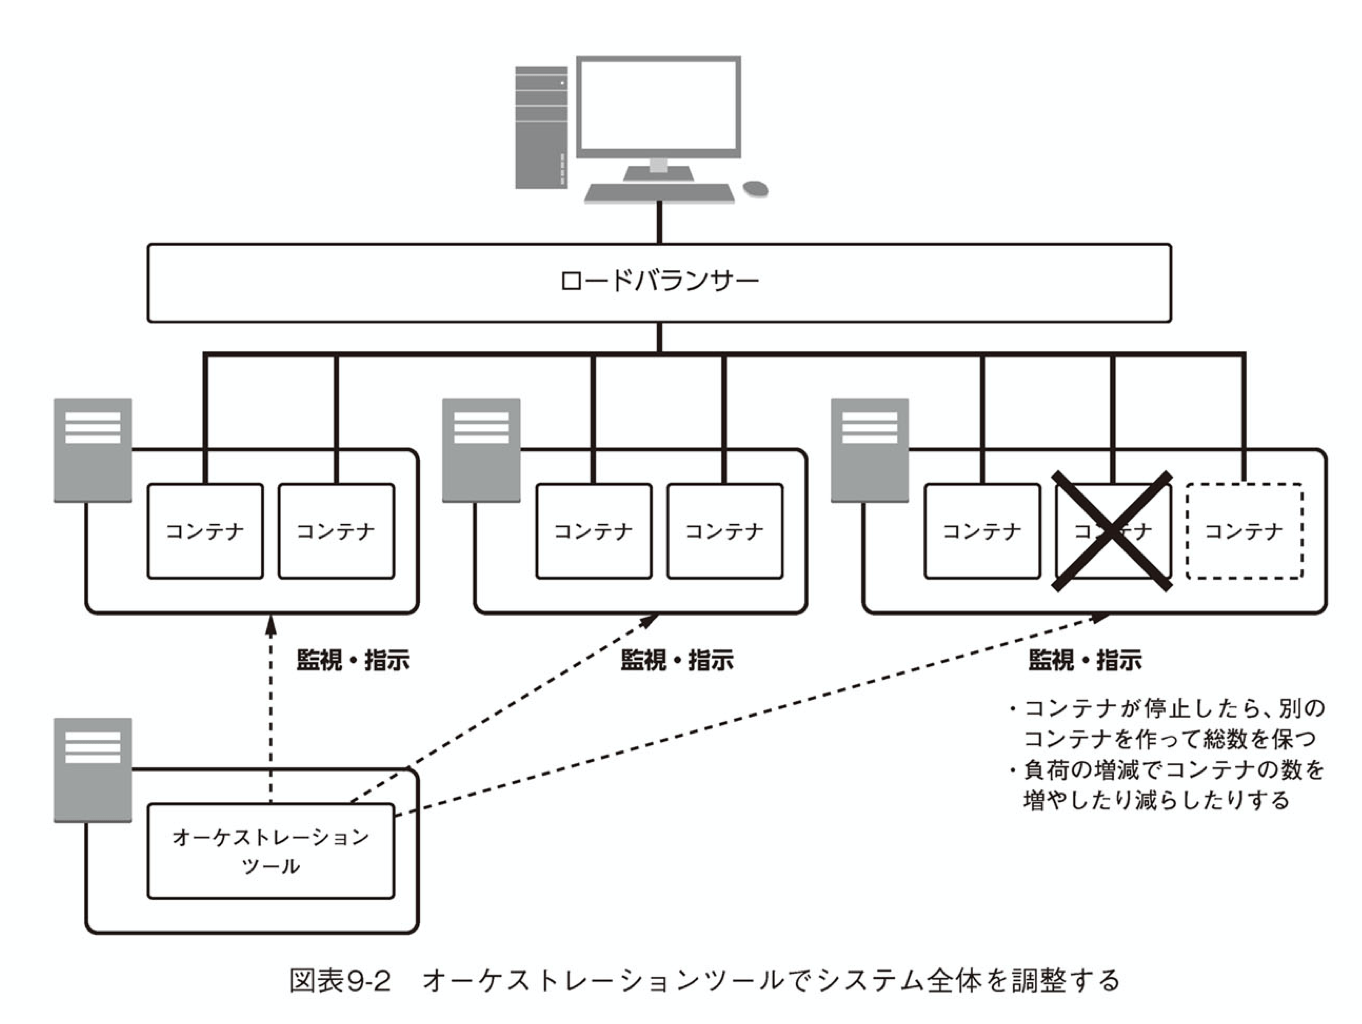 ロードバランサー
コンテナ
コンテナ
コンテナ
コンテナ
コンテナ
コンテナ
コンテナ
監視・指示
監視・指示
監視・指示
・コンテナが停止したら、別の
コンテナを作って総数を保つ
・負荷の増減でコンテナの数を
増やしたり減らしたりする
オーケストレーション
ツール
図表9-2 オーケストレーションツールでシステム全体を調整する